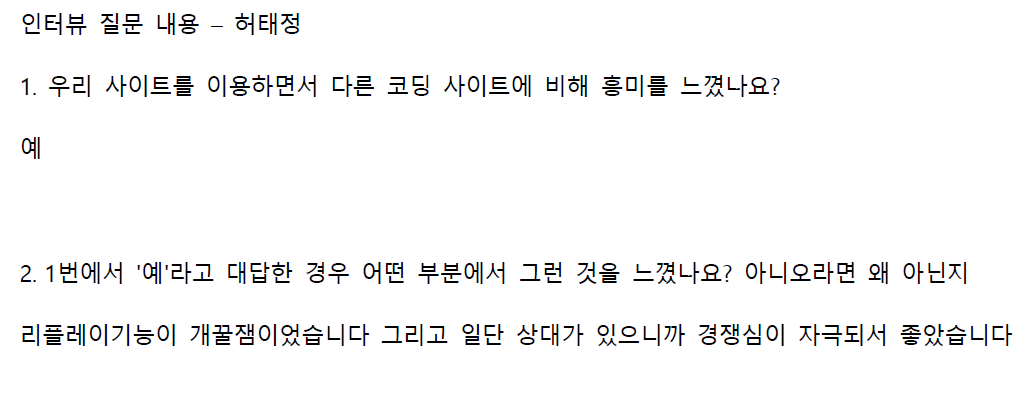 인터뷰 질문 내용 – 허태정
1. 우리 사이트를 이용하면서 다른 코딩 사이트에 비해 흥미를 느꼈나요?
예
2. 1번에서 '예'라고 대답한 경우 어떤 부분에서 그런 것을 느꼈나요? 아니오라면 왜 아닌지
리플레이기능이 개꿀잼이었습니다 그리고 일단 상대가 있으니까 경쟁심이 자극되서 좋았습니다